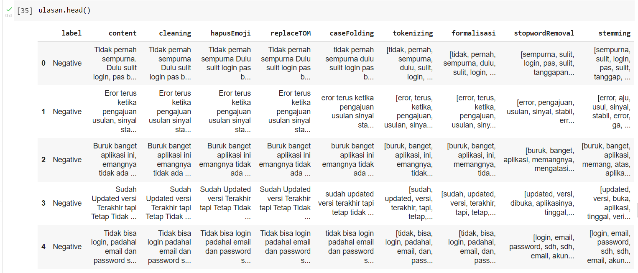 [35] ulasan.head()
label content cleaning hapusEmoji replaceTOM caseFolding tokenizing formalisasi stopwordRemoval stemming
Tidak pernah Tidak pernah Tidak pernah Tidak pernah tidak pernah [tidak, pernah, [sempurna,
sempurna. sempurna. sempurna Dulu sempurna Dulu sempurna dulu sempurna, [tidak, pernah, [sempurna, sulit, sulit, login,
0 Negative Dulu sulit Dulu sulit sulit login pas sulit login pas sulit login pas dulu, sulit, sempurna, dulu, login, pas, sulit, pas, sulit,
login, pas b... login pas b... b... b... b... login, ... sulit, login, ... tanggapan... tanggap, ...
Eror terus Eror terus Eror terus Eror terus [eror, terus, [eror, terus, [eror, aju,
ketika ketika ketika ketika eror terus ketika ketika, ketika, [eror, pengajuan, usul, sinyal,
1 Negative pengajuan pengajuan pengajuan pengajuan pengajuan pengajuan, pengajuan, usulan, sinyal, stabil, stabil, error,
usulan, sinyal usulan sinyal usulan sinyal usulan sinyal usulan sinyal usulan, sinya... usulan, siny... err... ga...
sta... sta... sta... sta... sta...
Buruk banget Buruk banget Buruk banget Buruk banget buruk banget [buruk, banget, [buruk, banget, [buruk, banget, [buruk, banget,
2 Negative aplikasi ini, aplikasi ini aplikasi ini aplikasi ini aplikasi ini aplikasi, ini, aplikasi, ini, aplikasi, memangnya, aplikasi,
emangnya emangnya emangnya tidak emangnya tidak emangnya tidak emangnya, memangnya, mengatasi... memang, atas,
tidak ada ... tidak ada ... ada ... ada ... ada ... tidak... tida... aplika...
Sudah Sudah Sudah Updated Sudah Updated sudah updated [sudah, [sudah, updated, [updated, versi, [updated,
3 Negative Updated versi Updated versi versi Terakhir versi Terakhir versi terakhir tapi updated, versi, versi, terakhir, dibuka, aplikasinya, versi, buka,
Terakhir tapi Terakhir tapi tapi Tetap Tidak tapi Tetap Tidak tetap tidak ... terakhir, tapi, tapi, tetap,... tinggal,... aplikasi,
Tetap Tidak ... Tetap Tidak ... ... ... tetap,... tinggal, veri...
Tidak bisa Tidak bisa Tidak bisa login Tidak bisa login tidak bisa login [tidak, bisa, [tidak, bisa, [login, email, [login, email,
4 Negative login, padahal login padahal padahal email padahal email padahal email login, padahal, login, padahal, password, sdh, sdh, password,
email dan email dan dan password dan password dan password email, dan, email, dan, email, akun... sdh, sdh,
password s... password s... s... s... s... pass... pass... email, akun...